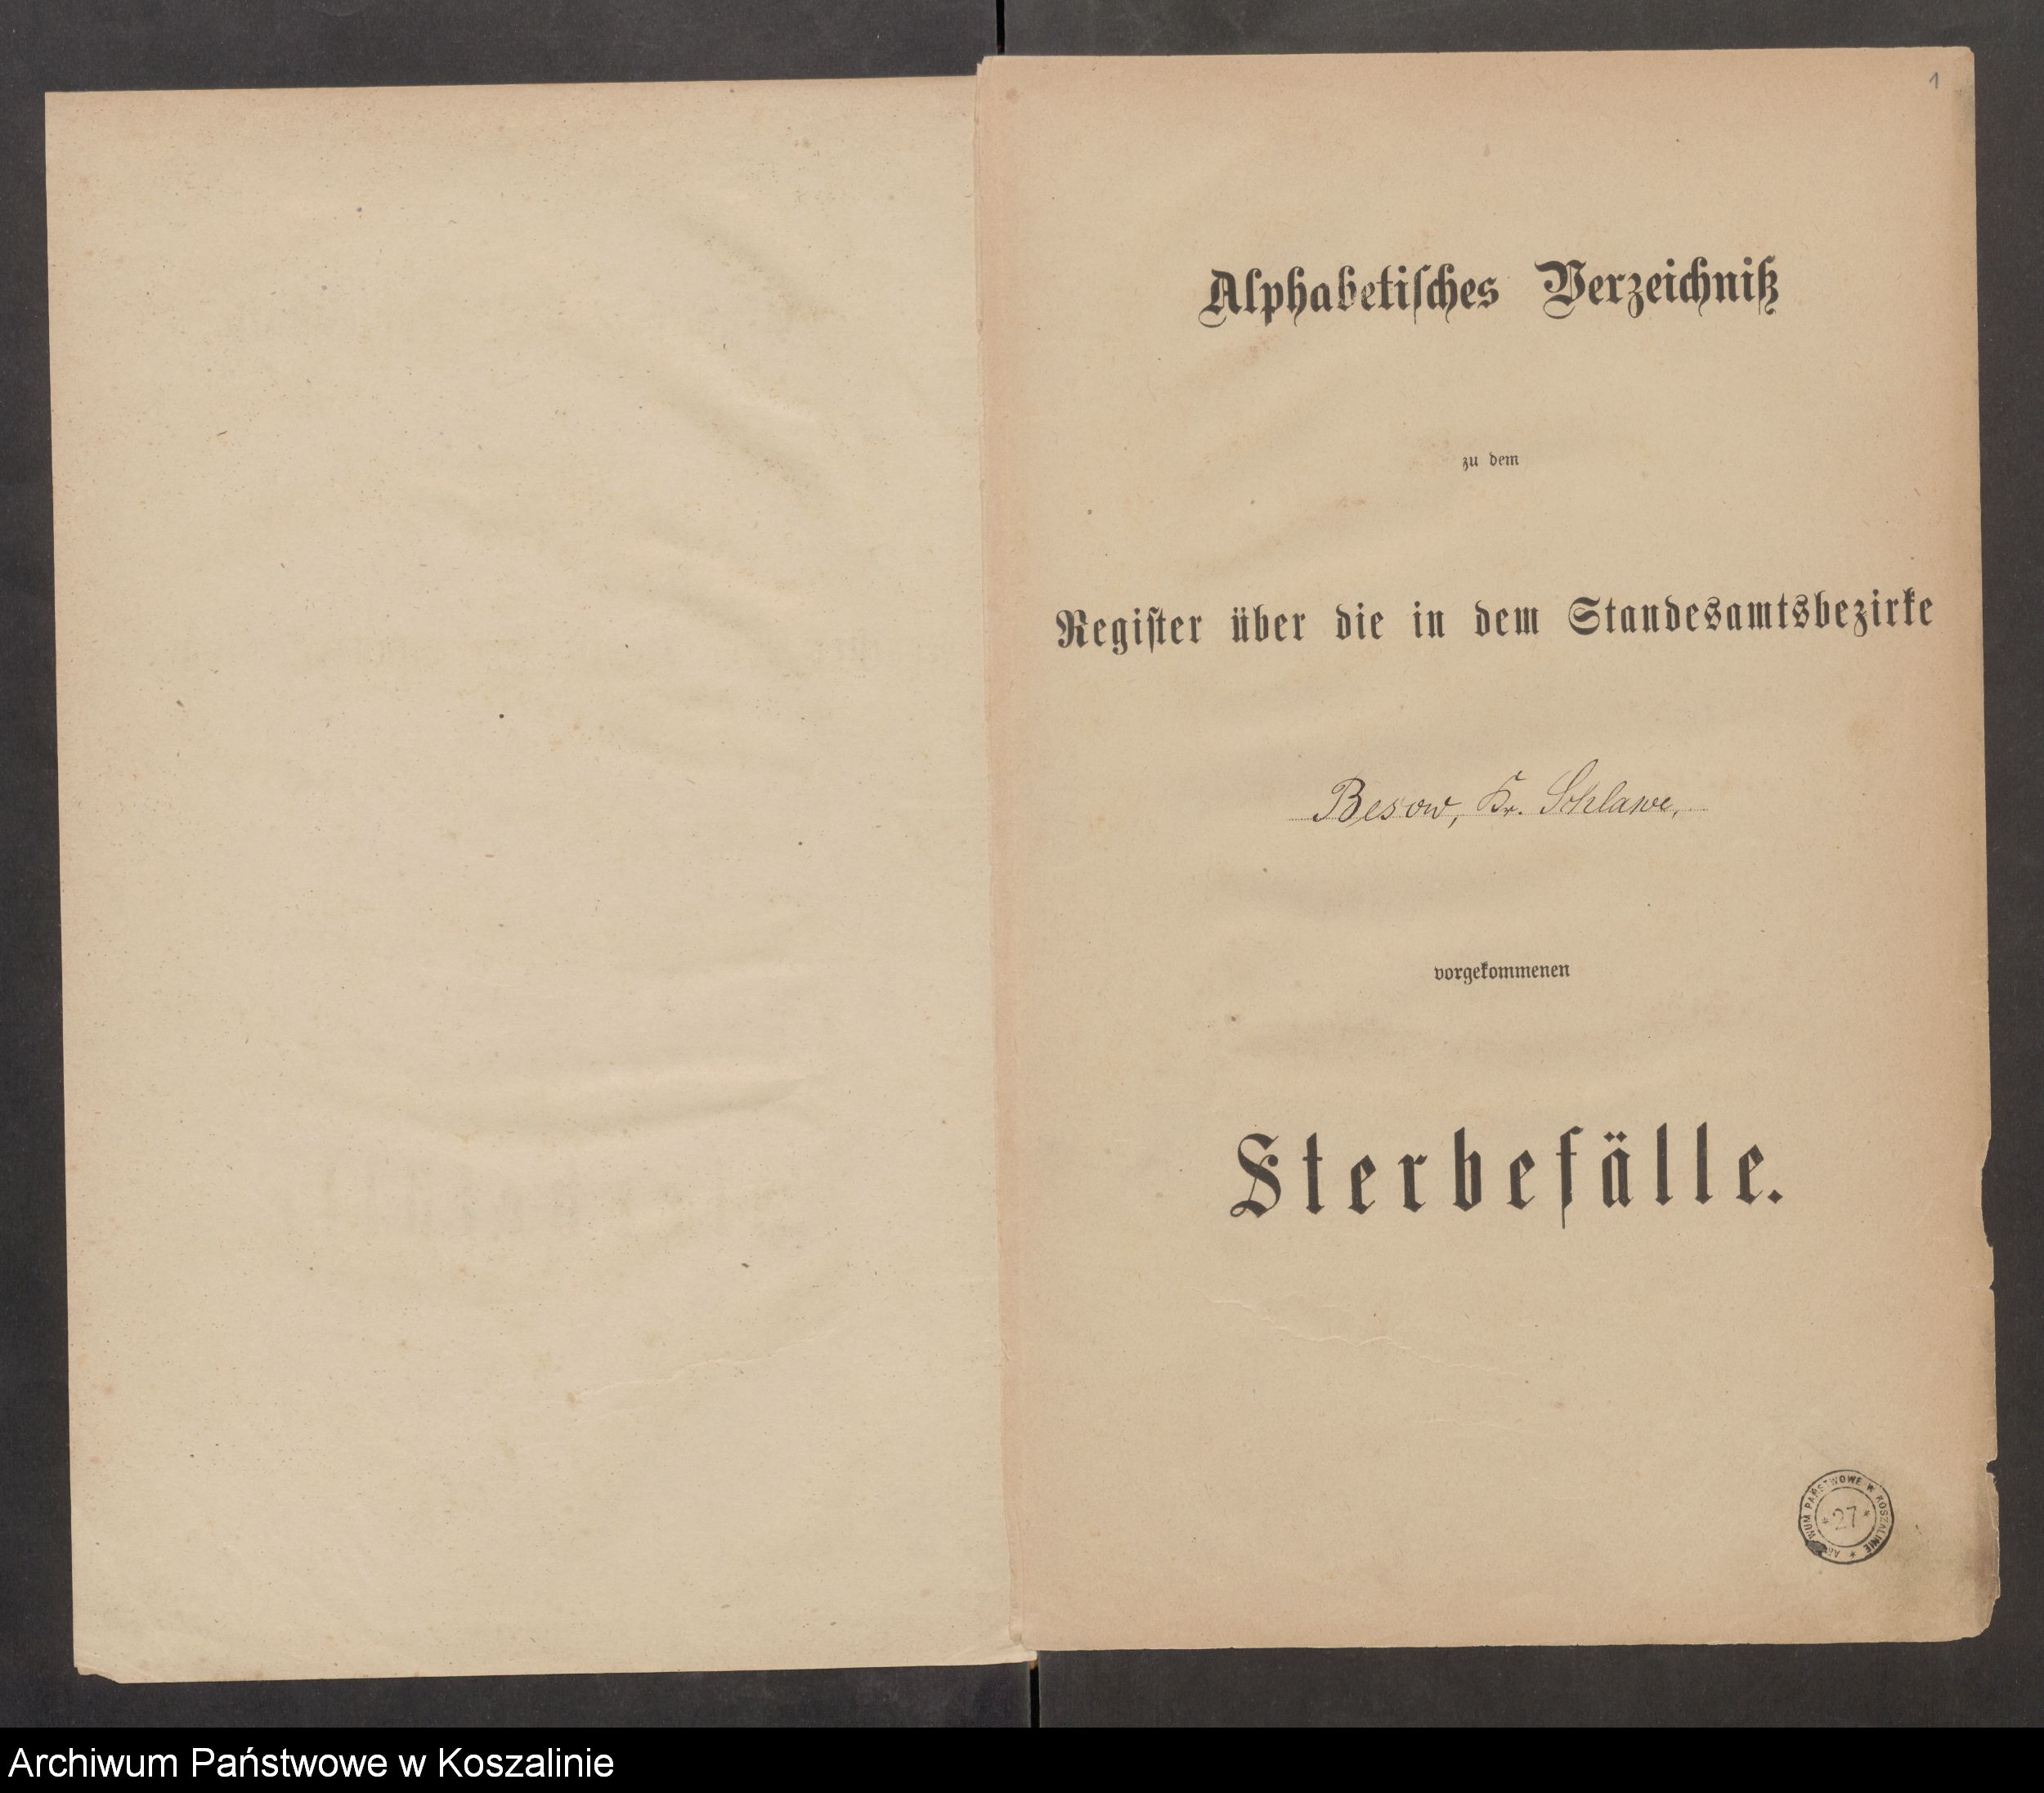 1
Alphabetisches Verzeichniß
zu dem
Register über die in dem Standesamtsbezirke
Besow, Kr. Schlawe,
vorgekommenen
Sterbefälle.
ARCHIWUM PAŃSTWOWE W KOSZALINIE *
* 27 *
Archiwum Państwowe w Koszalinie